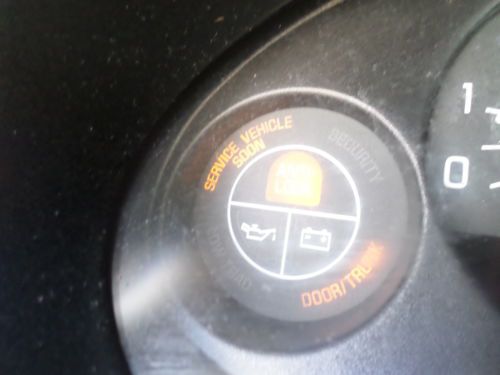 SERVICE VEHICLE
SOON
SECURITY
ANTI
LOCK
DOOR/TRUNK
1
0